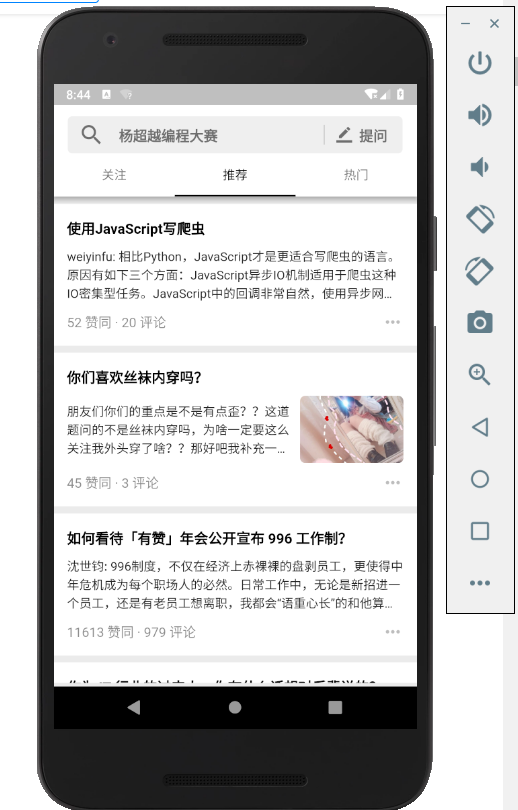 8:44
杨超越编程大赛
提问
关注
推荐
热门
使用JavaScript写爬虫
weiyinfu: 相比Python，JavaScript才是更适合写爬虫的语言。
原因有如下三个方面：JavaScript异步IO机制适用于爬虫这种
IO密集型任务。JavaScript中的回调非常自然，使用异步网…
52 赞同 · 20 评论
你们喜欢丝袜内穿吗？
朋友们你们的重点是不是有点歪？？这道
题问的不是丝袜内穿吗，为啥一定要这么
关注我外头穿了啥？？那好吧我补充一…
45 赞同 · 3 评论
如何看待「有赞」年会公开宣布 996 工作制？
沈世钧: 996制度，不仅在经济上赤裸裸的盘剥员工，更使得中
年危机成为每个职场人的必然。日常工作中，无论是新招进一
个员工，还是有老员工想离职，我都会“语重心长”的和他算…
11613 赞同 · 979 评论